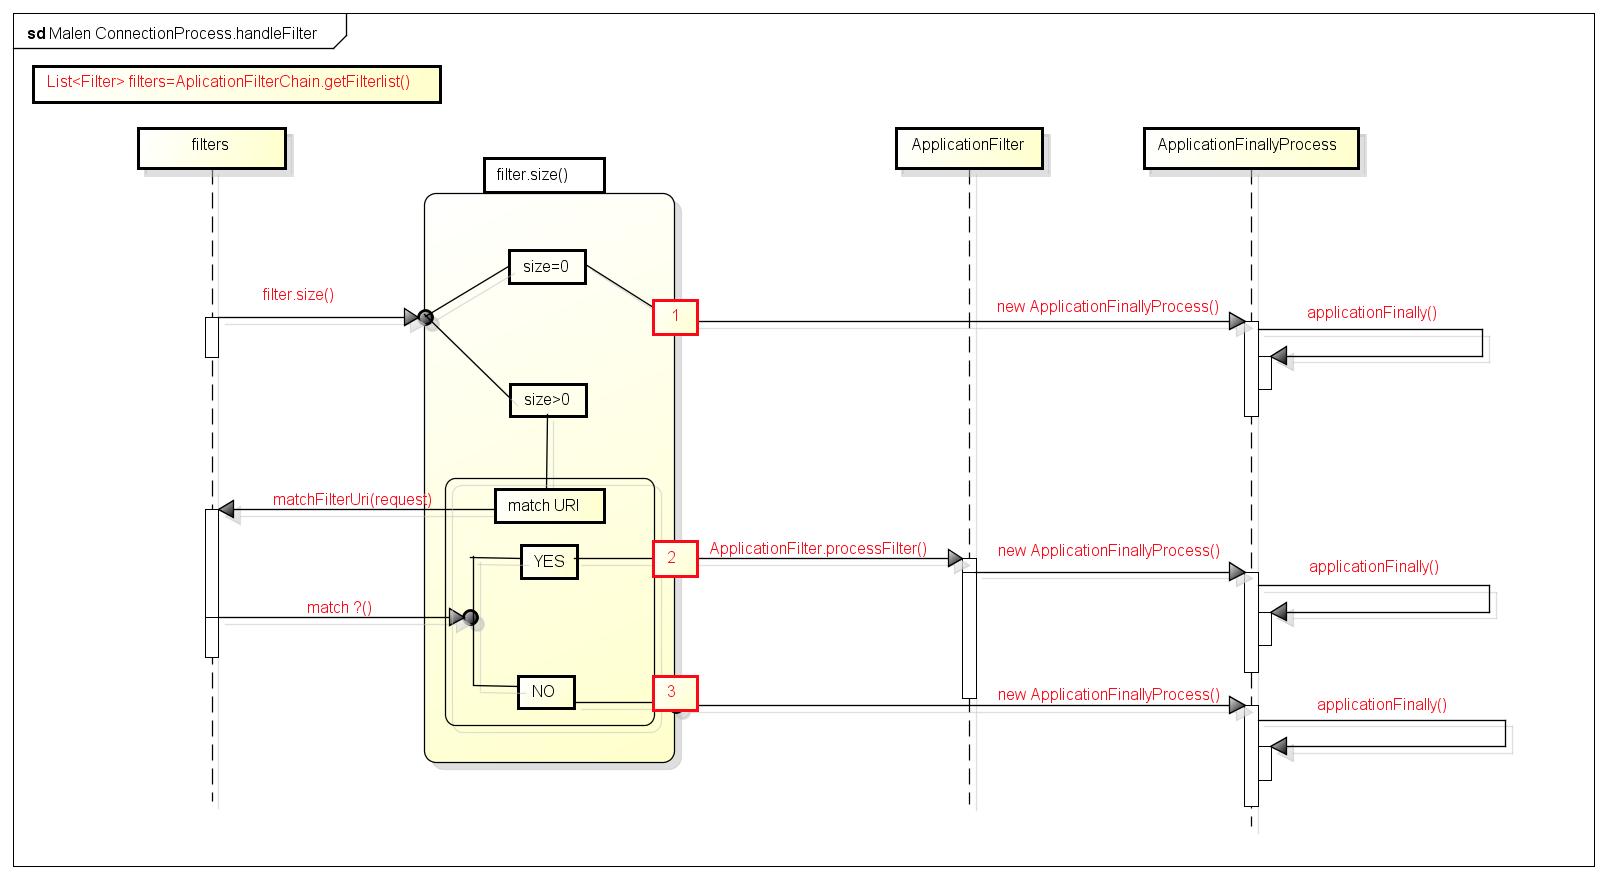 sd Malen ConnectionProcess.handleFilter
List<Filter> filters=AplicationFilterChain.getFilterlist()
filters
ApplicationFilter
ApplicationFinallyProcess
filter.size()
size=0
filter.size()
1
new ApplicationFinallyProcess()
applicationFinally()
size>0
matchFilterUri(request)
match URI
YES
2
ApplicationFilter.processFilter()
new ApplicationFinallyProcess()
applicationFinally()
match ?()
NO
3
new ApplicationFinallyProcess()
applicationFinally()